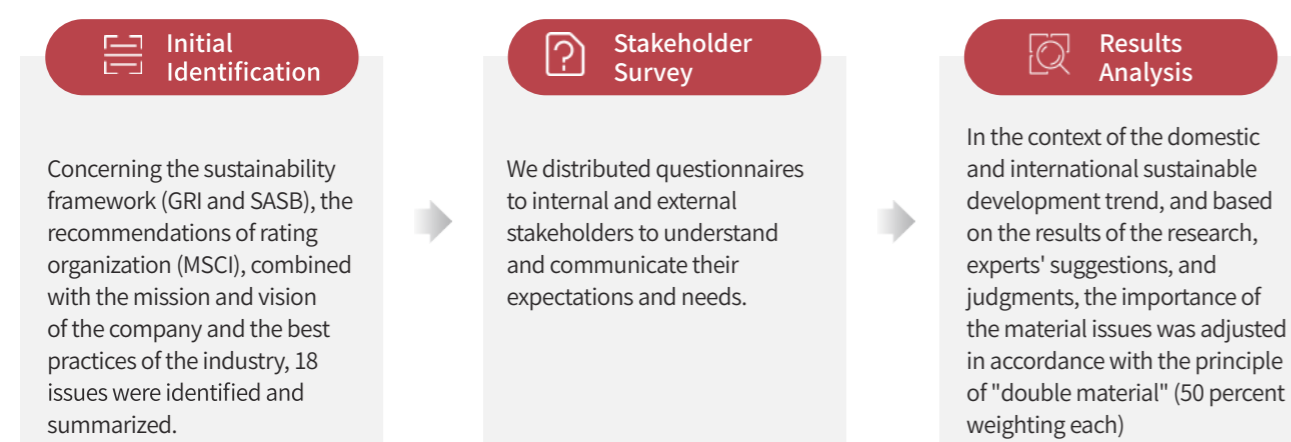 Initial
Identification
Concerning the sustainability
framework (GRI and SASB), the
recommendations of rating
organization (MSCI), combined
with the mission and vision
of the company and the best
practices of the industry, 18
issues were identified and
summarized.
Stakeholder
Survey
We distributed questionnaires
to internal and external
stakeholders to understand
and communicate their
expectations and needs.
Results
Analysis
In the context of the domestic
and international sustainable
development trend, and based
on the results of the research,
experts' suggestions, and
judgments, the importance of
the material issues was adjusted
in accordance with the principle
of "double material" (50 percent
weighting each)